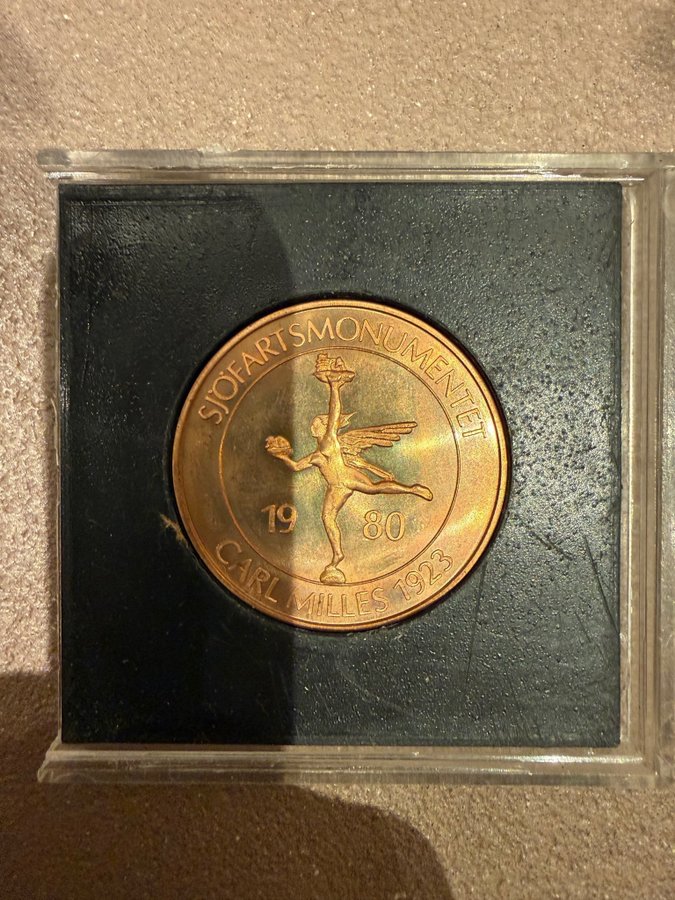 SJÖFARTSMONUMENTET
19 80
CARL MILLES 1923